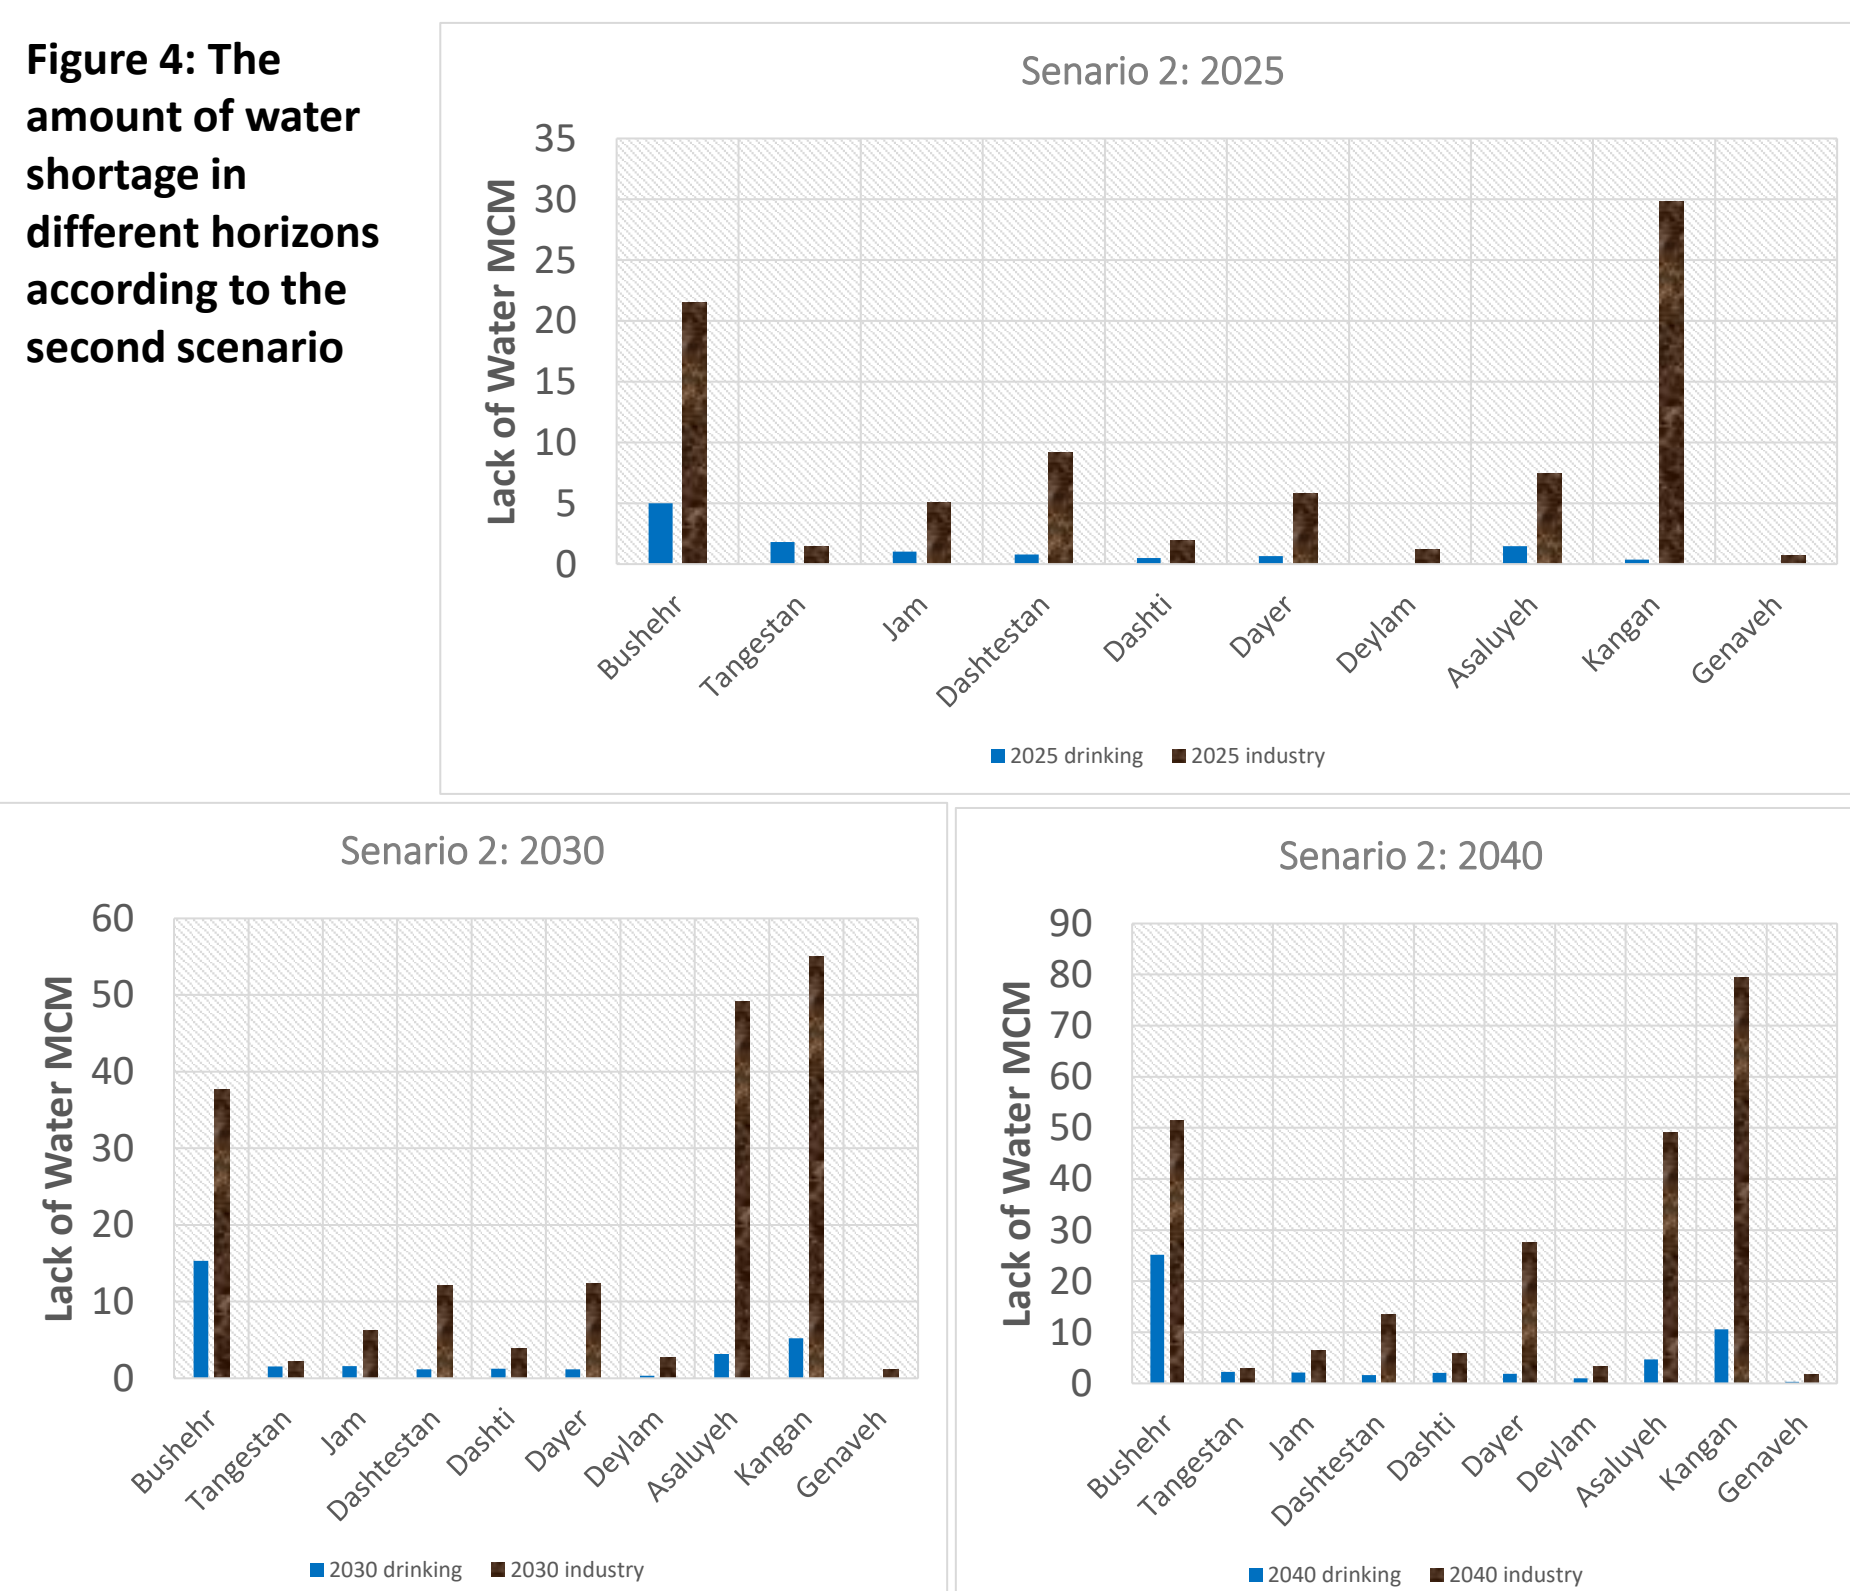 Figure 4: The
amount of water
shortage in
different horizons
according to the
second scenario
Senario 2: 2025
Lack of Water MCM
35
30
25
20
15
10
5
0
Bushehr
Tangestan
Jam
Dashtestan
Dashti
Dayer
Deylam
Asaluyeh
Kangan
Genaveh
2025 drinking 2025 industry
Senario 2: 2030
Lack of Water MCM
60
50
40
30
20
10
0
Bushehr
Tangestan
Jam
Dashtestan
Dashti
Dayer
Deylam
Asaluyeh
Kangan
Genaveh
2030 drinking 2030 industry
Senario 2: 2040
Lack of Water MCM
90
80
70
60
50
40
30
20
10
0
Bushehr
Tangestan
Jam
Dashtestan
Dashti
Dayer
Deylam
Asaluyeh
Kangan
Genaveh
2040 drinking 2040 industry